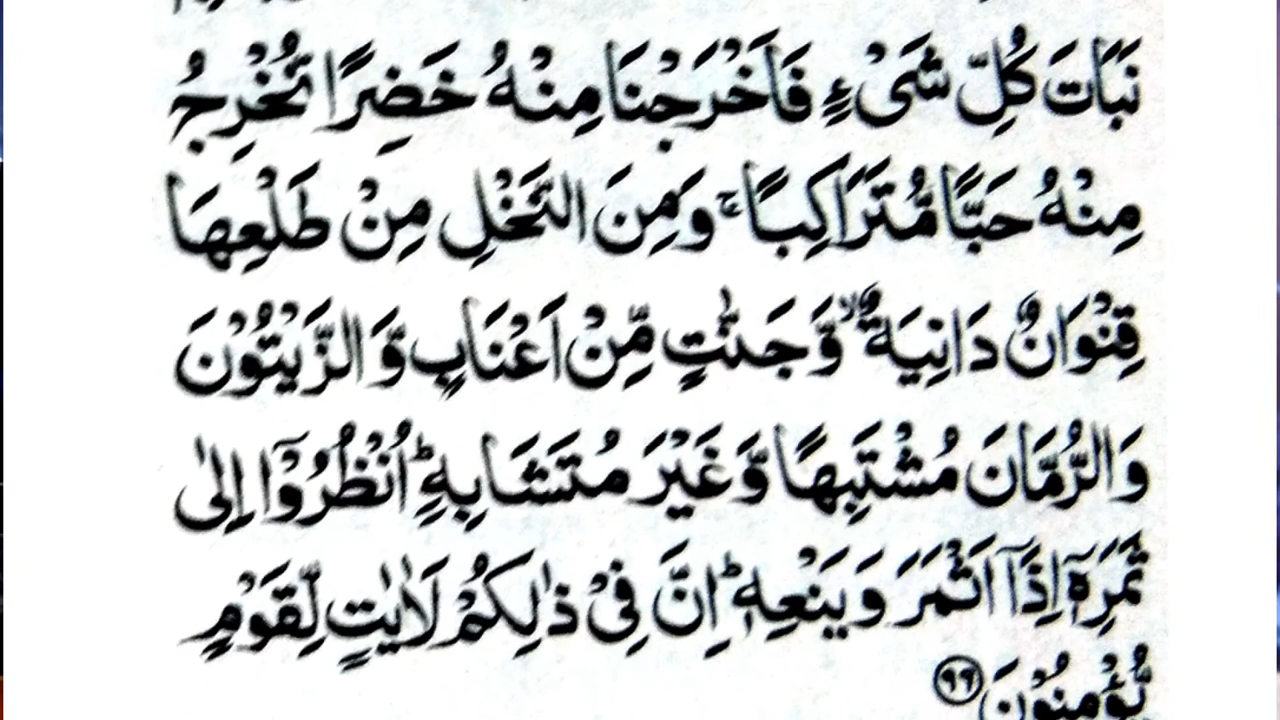 نَبَاتَ كُلِّ شَیْءٍ فَاَخْرَجْنَا مِنْهُ خَضِرًا نُّخْرِجُ
مِنْهُ حَبًّا مُّتَرَاكِبًا ۚ وَمِنَ النَّخْلِ مِنْ طَلْعِهَا
قِنْوَانٌ دَانِيَةٌ ۙ وَّجَنّٰتٍ مِّنْ اَعْنَابٍ وَّالزَّيْتُوْنَ
وَالرُّمَّانَ مُشْتَبِهًا وَّغَيْرَ مُتَشَابِهٍ ؕ اُنْظُرُوْۤا اِلٰی
ثَمَرِهٖۤ اِذَاۤ اَثْمَرَ وَيَنْعِهٖ ؕ اِنَّ فِیْ ذٰلِكُمْ لَاٰيٰتٍ لِّقَوْمٍ
يُّؤْمِنُوْنَ ۹۹